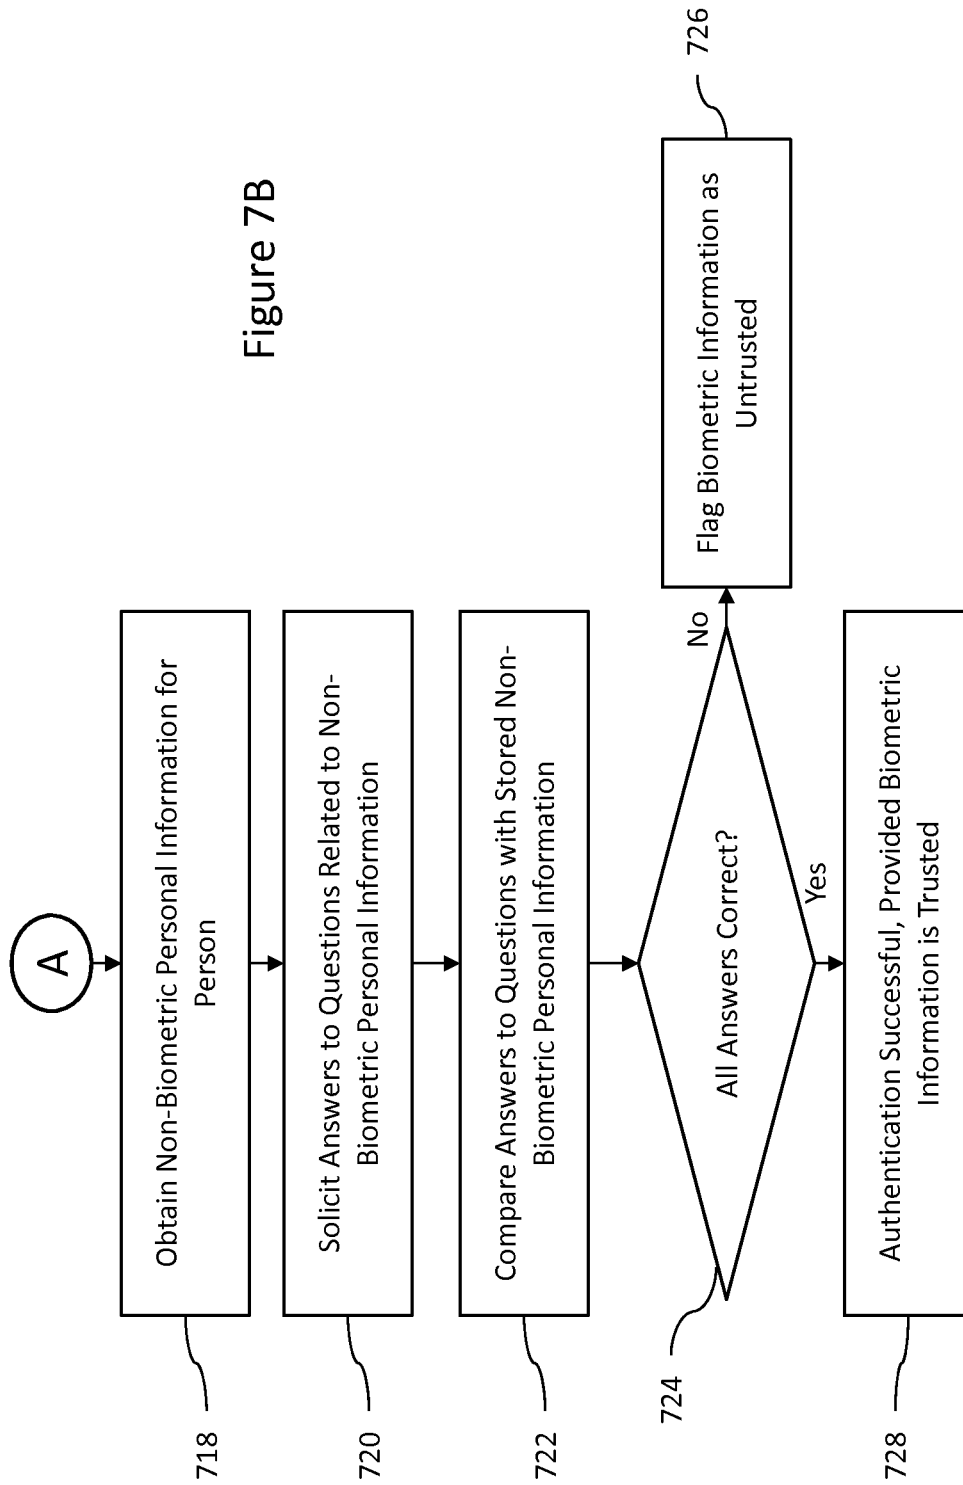 Figure 7B
A
Obtain Non-Biometric Personal Information for
Person
718
Solicit Answers to Questions Related to Non-
Biometric Personal Information
720
Compare Answers to Questions with Stored Non-
Biometric Personal Information
722
All Answers Correct?
724
No
Flag Biometric Information as
Untrusted
726
Yes
Authentication Successful, Provided Biometric
Information is Trusted
728